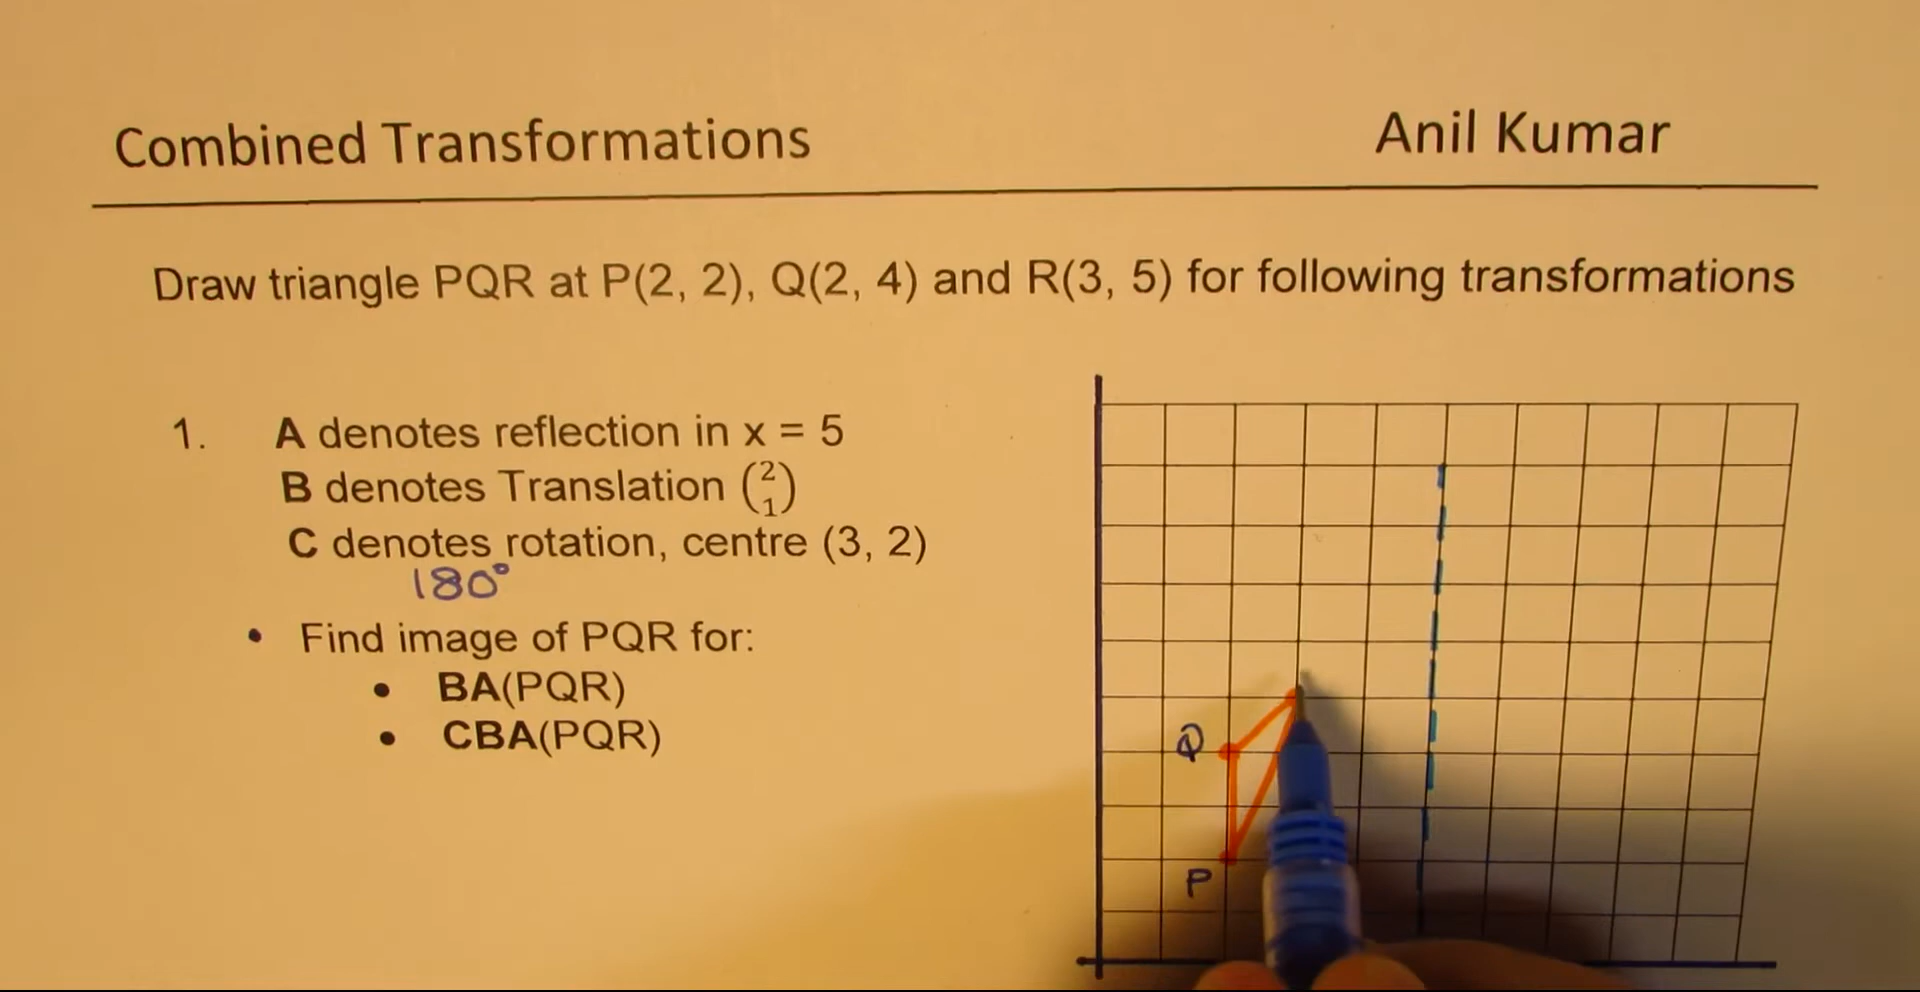 Combined Transformations Anil Kumar
Draw triangle PQR at P(2, 2), Q(2, 4) and R(3, 5) for following transformations
1. A denotes reflection in x = 5
B denotes Translation (2 1)
C denotes rotation, centre (3, 2)
180°
• Find image of PQR for:
• BA(PQR)
• CBA(PQR)
Q
P